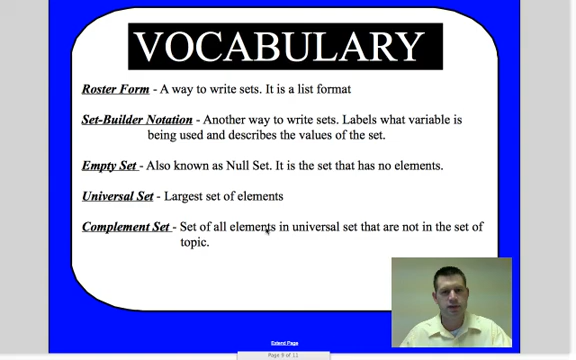 VOCABULARY
Roster Form - A way to write sets. It is a list format
Set-Builder Notation - Another way to write sets. Labels what variable is
being used and describes the values of the set.
Empty Set - Also known as Null Set. It is the set that has no elements.
Universal Set - Largest set of elements
Complement Set - Set of all elements in universal set that are not in the set of
topic.
Extend Page
Page 9 of 11